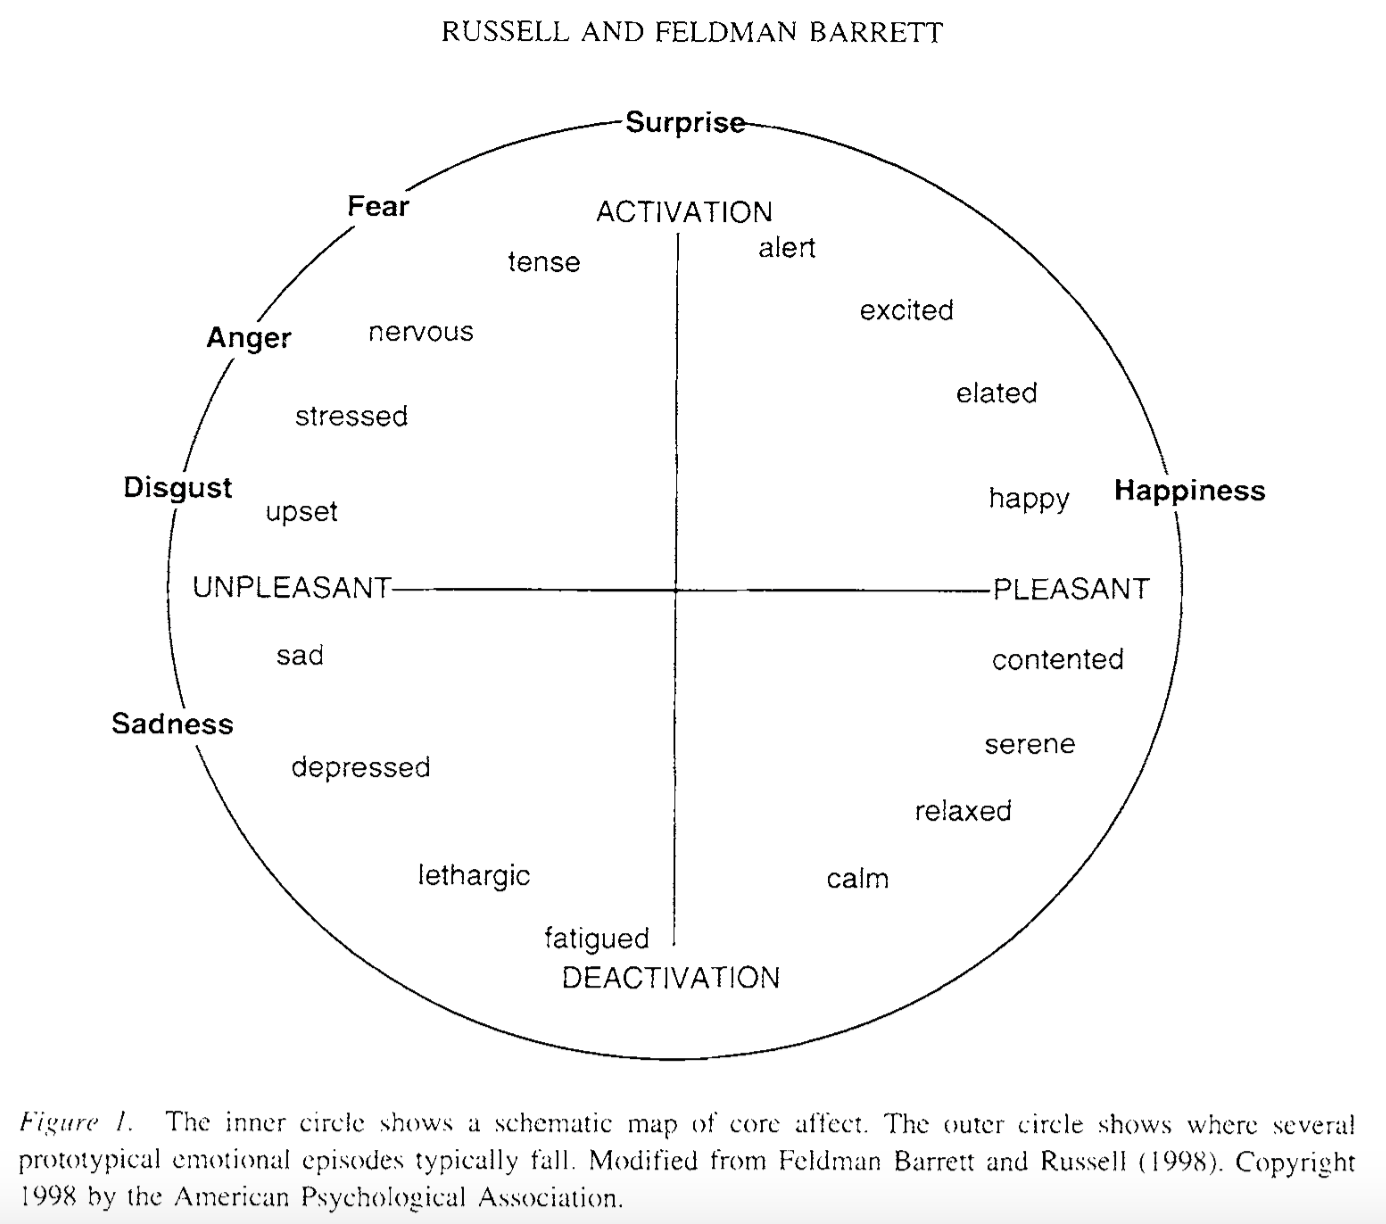 RUSSELL AND FELDMAN BARRETT
Surprise
Fear
ACTIVATION
tense
alert
excited
Anger
nervous
elated
stressed
Disgust
upset
happy
Happiness
UNPLEASANT
PLEASANT
sad
contented
Sadness
serene
depressed
relaxed
lethargic
calm
fatigued
DEACTIVATION
Figure 1. The inner circle shows a schematic map of core affect. The outer circle shows where several
prototypical emotional episodes typically fall. Modified from Feldman Barrett and Russell (1998). Copyright
1998 by the American Psychological Association.